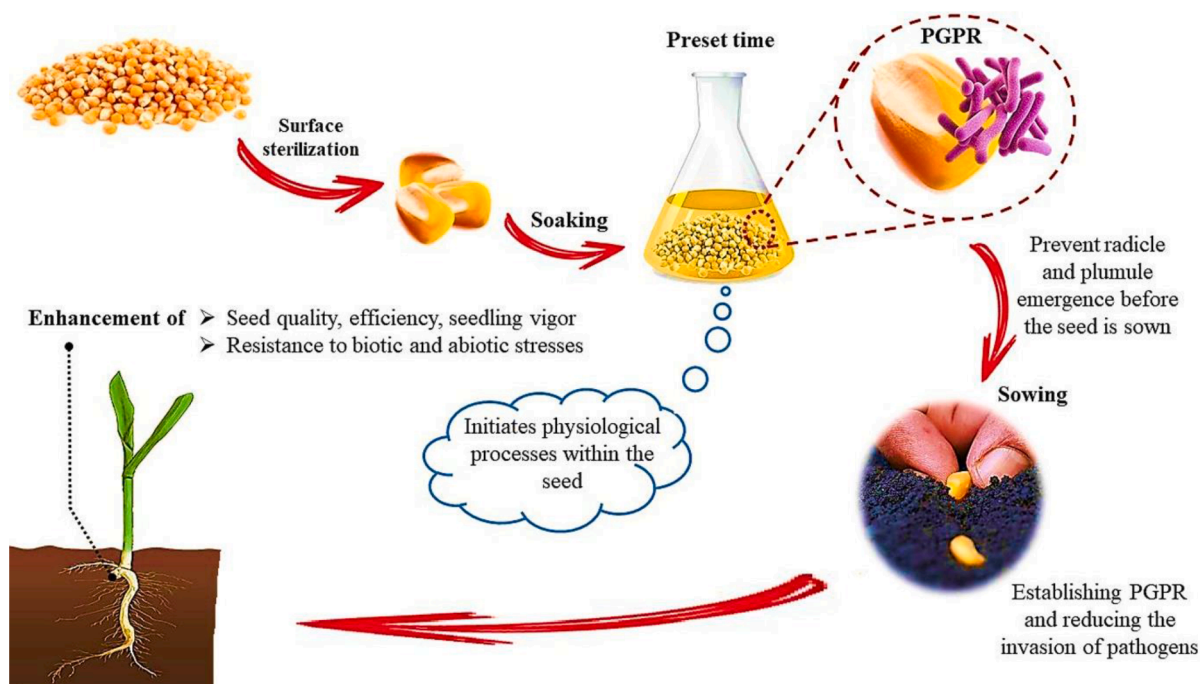 Preset time
PGPR
Surface
sterilization
Soaking
Prevent radicle
and plumule
emergence before
the seed is sown
Enhancement of ➢ Seed quality, efficiency, seedling vigor
➢ Resistance to biotic and abiotic stresses
Sowing
Initiates physiological
processes within the
seed
Establishing PGPR
and reducing the
invasion of pathogens